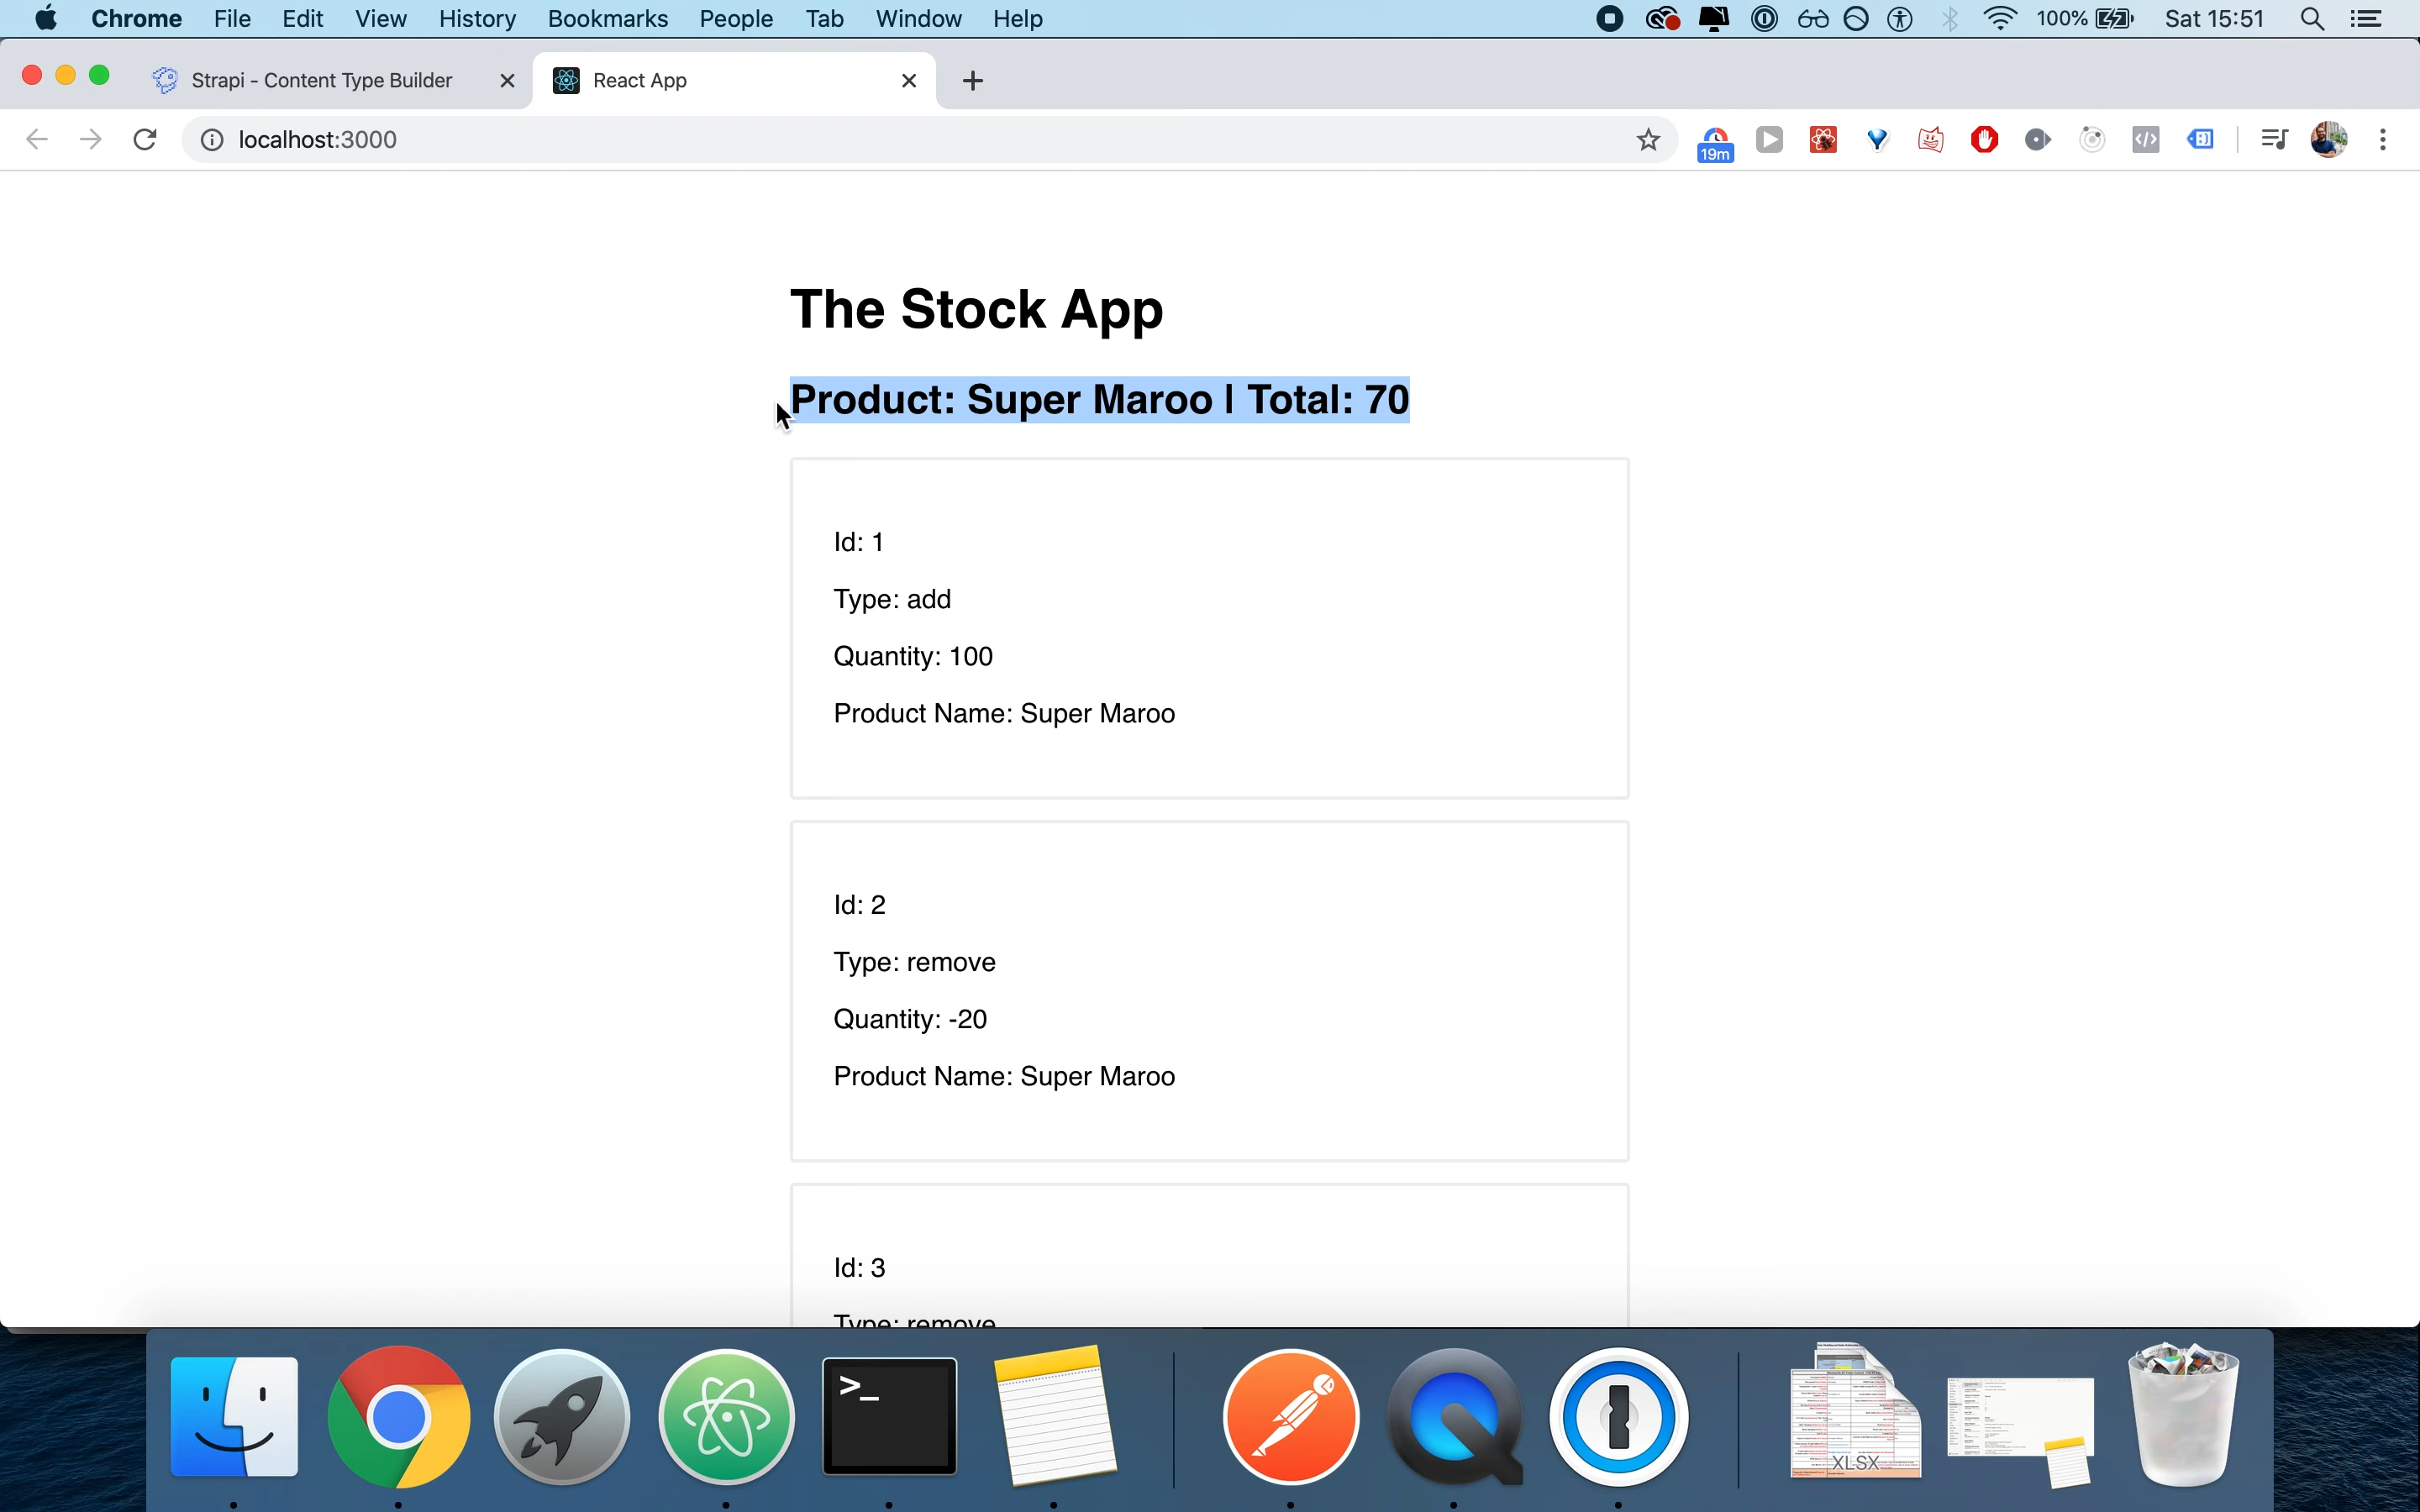 Chrome File Edit View History Bookmarks People Tab Window Help 100% Sat 15:51
Strapi - Content Type Builder React App
localhost:3000 19m
The Stock App
Product: Super Maroo | Total: 70
Id: 1
Type: add
Quantity: 100
Product Name: Super Maroo
Id: 2
Type: remove
Quantity: -20
Product Name: Super Maroo
Id: 3
Type: remove
>_
XLSX